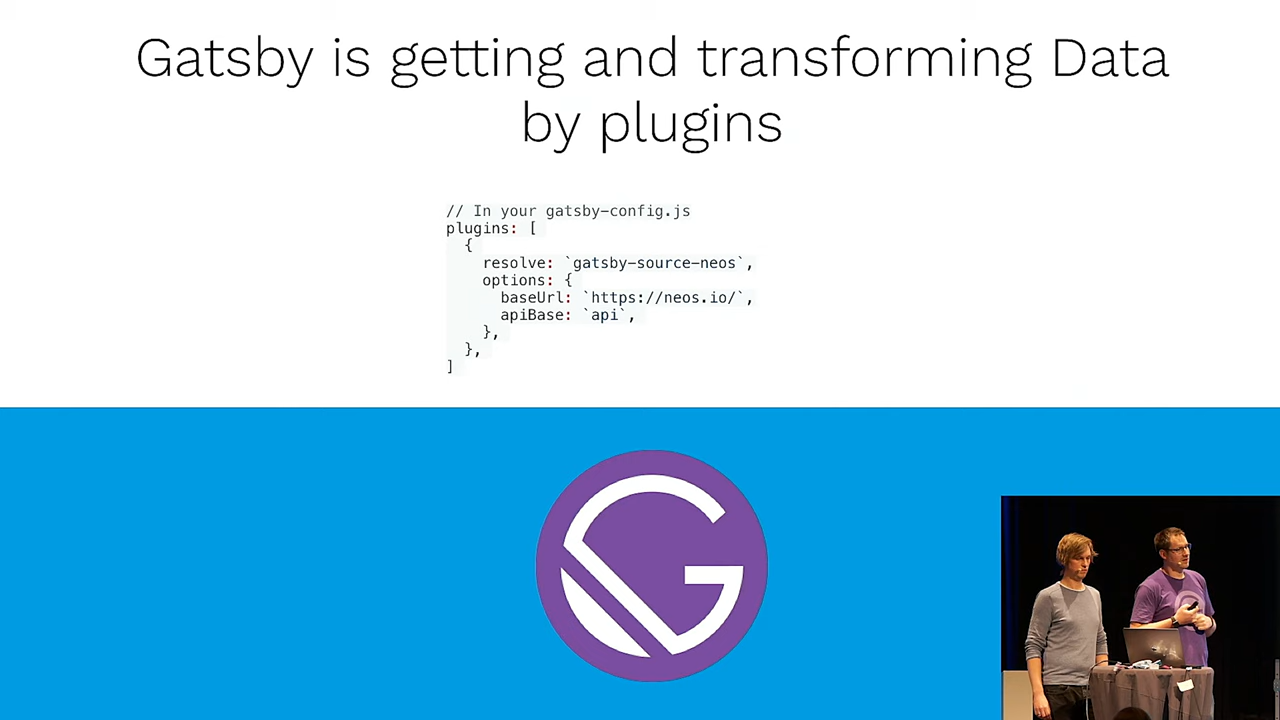 Gatsby is getting and transforming Data
by plugins
// In your gatsby-config.js
plugins: [
  {
    resolve: `gatsby-source-neos`,
    options: {
      baseUrl: `https://neos.io/`,
      apiBase: `api`,
    },
  },
]